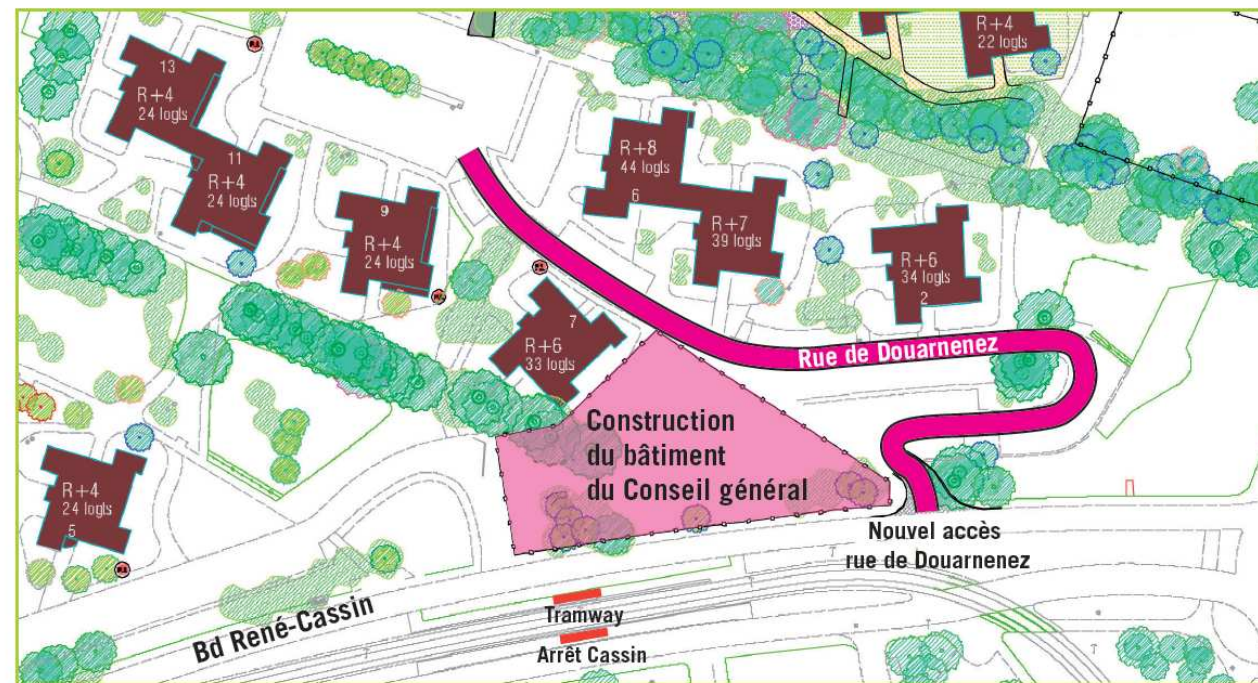 R+4
22 logts
13
R+4
24 logts
11
R+4
24 logts
9
R+4
24 logts
R+8
44 logts
6
R+7
39 logts
R+6
34 logts
2
7
R+6
33 logts
Rue de Douarnenez
Construction
du bâtiment
du Conseil général
R+4
24 logts
5
Nouvel accès
rue de Douarnenez
Bd René-Cassin
Tramway
Arrêt Cassin